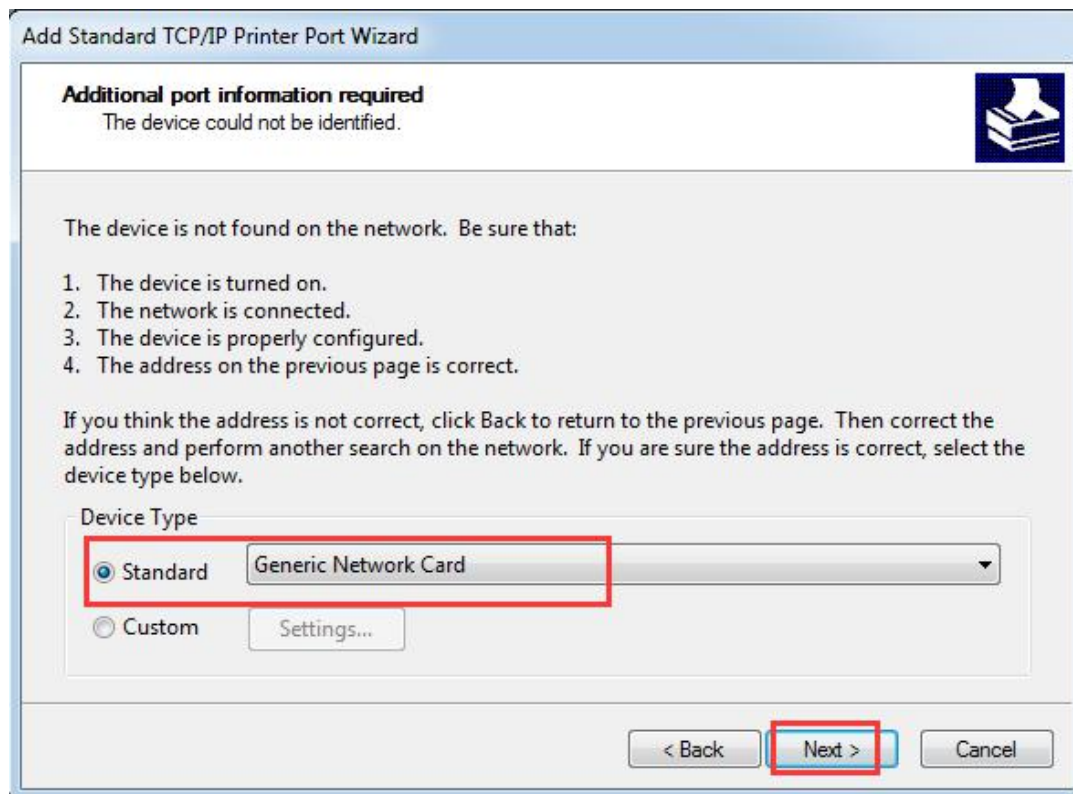 Add Standard TCP/IP Printer Port Wizard
Additional port information required
The device could not be identified.
The device is not found on the network.  Be sure that:
1.  The device is turned on.
2.  The network is connected.
3.  The device is properly configured.
4.  The address on the previous page is correct.
If you think the address is not correct, click Back to return to the previous page.  Then correct the
address and perform another search on the network.  If you are sure the address is correct, select the
device type below.
Device Type
Standard Generic Network Card
Custom Settings...
< Back Next > Cancel